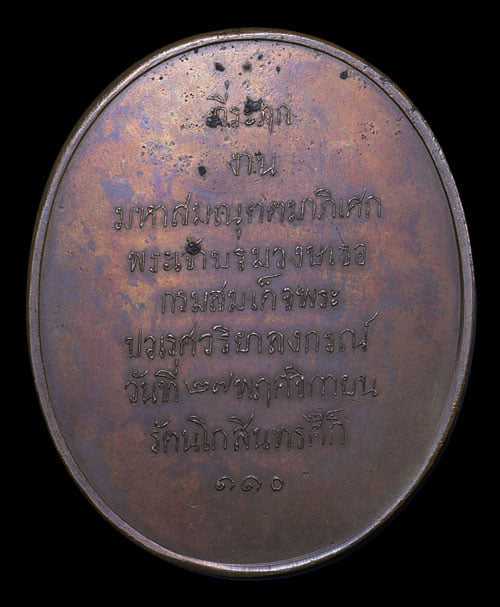 ที่ระฦก
งาน
มหาสมณุตตมาภิเศก
พระเจ้าบรมวงษเธอ
กรมสมเด็จพระ
ปวเรศวริยาลงกรณ์
วันที่ ๒๗ พฤศจิกายน
รัตนโกสินทรศ๊ก
๑๑๐